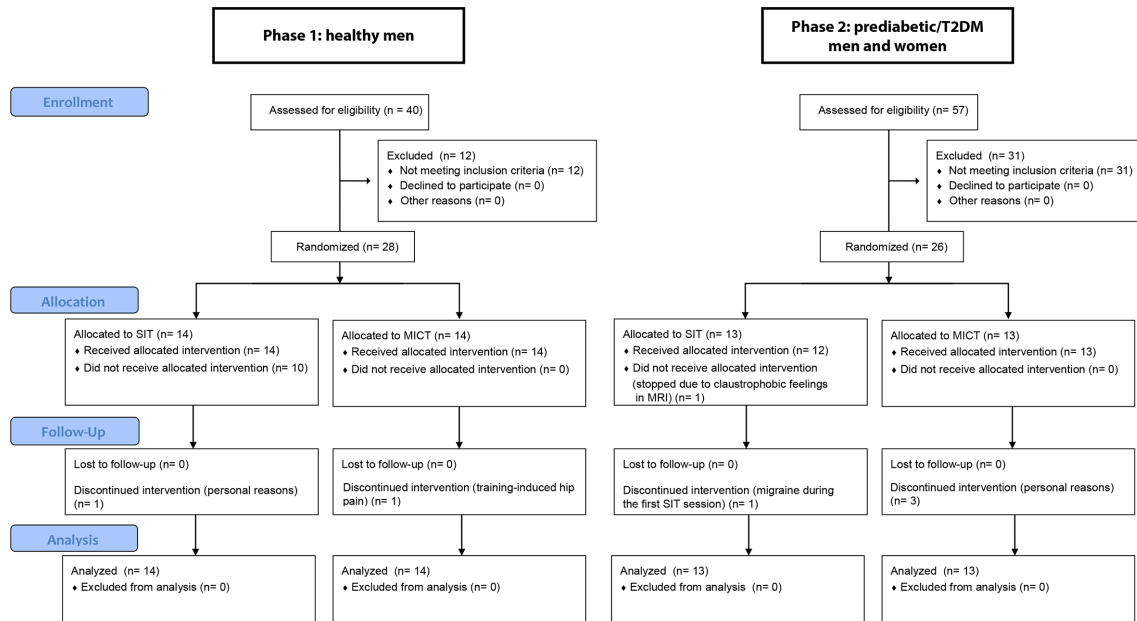 Phase 1: healthy men
Phase 2: prediabetic/T2DM
men and women
Enrollment
Assessed for eligibility (n = 40)
Assessed for eligibility (n= 57)
Excluded (n= 12)
♦ Not meeting inclusion criteria (n= 12)
♦ Declined to participate (n= 0)
♦ Other reasons (n= 0)
Excluded (n= 31)
♦ Not meeting inclusion criteria (n= 31)
♦ Declined to participate (n= 0)
♦ Other reasons (n= 0)
Randomized (n= 28)
Randomized (n= 26)
Allocation
Allocated to SIT (n= 14)
♦ Received allocated intervention (n= 14)
♦ Did not receive allocated intervention (n= 10)
Allocated to MICT (n= 14)
♦ Received allocated intervention (n= 14)
♦ Did not receive allocated intervention (n= 0)
Allocated to SIT (n= 13)
♦ Received allocated intervention (n= 12)
♦ Did not receive allocated intervention
(stopped due to claustrophobic feelings
in MRI) (n= 1)
Allocated to MICT (n= 13)
♦ Received allocated intervention (n= 13)
♦ Did not receive allocated intervention (n= 0)
Follow-Up
Lost to follow-up (n= 0)
Discontinued intervention (personal reasons)
(n= 1)
Lost to follow-up (n= 0)
Discontinued intervention (training-induced hip
pain) (n= 1)
Lost to follow-up (n= 0)
Discontinued intervention (migraine during
the first SIT session) (n= 1)
Lost to follow-up (n= 0)
Discontinued intervention (personal reasons)
(n= 3)
Analysis
Analyzed (n= 14)
♦ Excluded from analysis (n= 0)
Analyzed (n= 14)
♦ Excluded from analysis (n= 0)
Analyzed (n= 13)
♦ Excluded from analysis (n= 0)
Analyzed (n= 13)
♦ Excluded from analysis (n= 0)